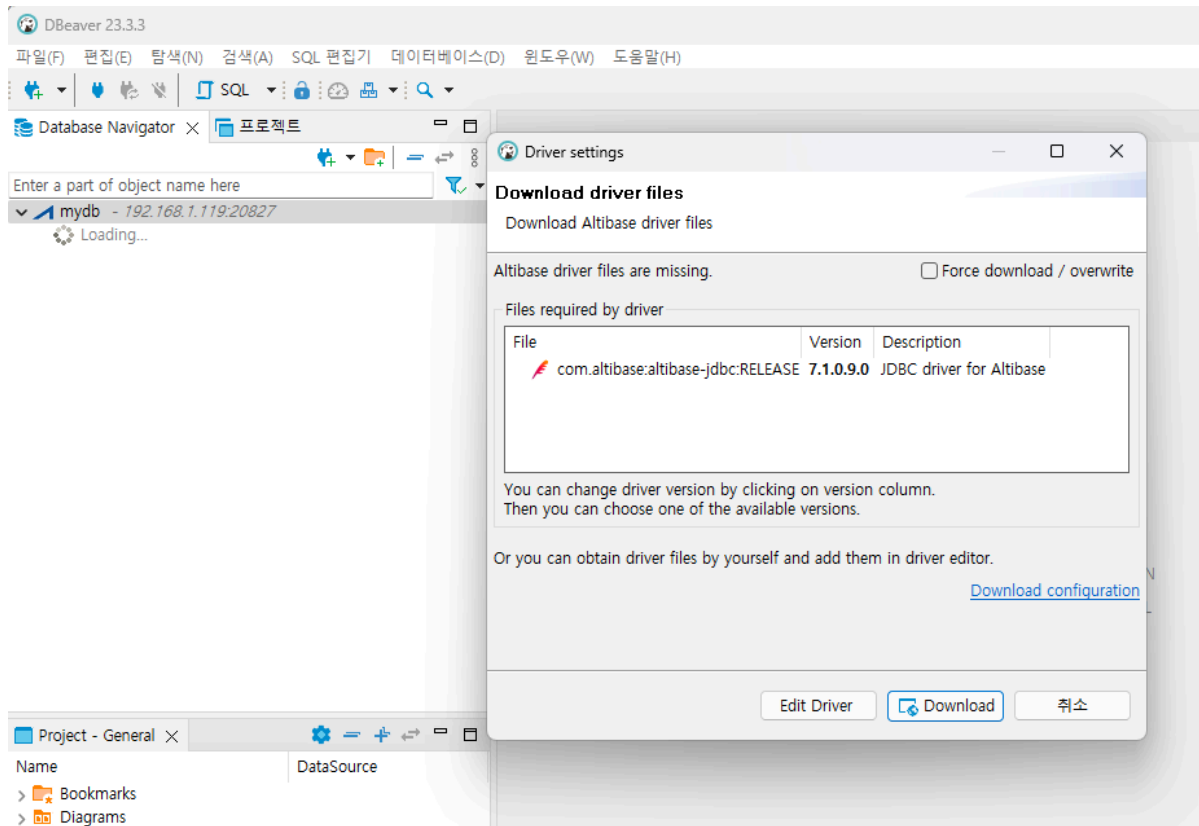 DBeaver 23.3.3
파일(F) 편집(E) 탐색(N) 검색(A) SQL 편집기 데이터베이스(D) 윈도우(W) 도움말(H)
SQL
Database Navigator 프로젝트
Enter a part of object name here
mydb - 192.168.1.119:20827
Loading...
Driver settings
Download driver files
Download Altibase driver files
Altibase driver files are missing.
Force download / overwrite
Files required by driver
File Version Description
com.altibase:altibase-jdbc:RELEASE 7.1.0.9.0 JDBC driver for Altibase
You can change driver version by clicking on version column.
Then you can choose one of the available versions.
Or you can obtain driver files by yourself and add them in driver editor.
N
Download configuration
Edit Driver Download 취소
Project - General
Name DataSource
Bookmarks
Diagrams